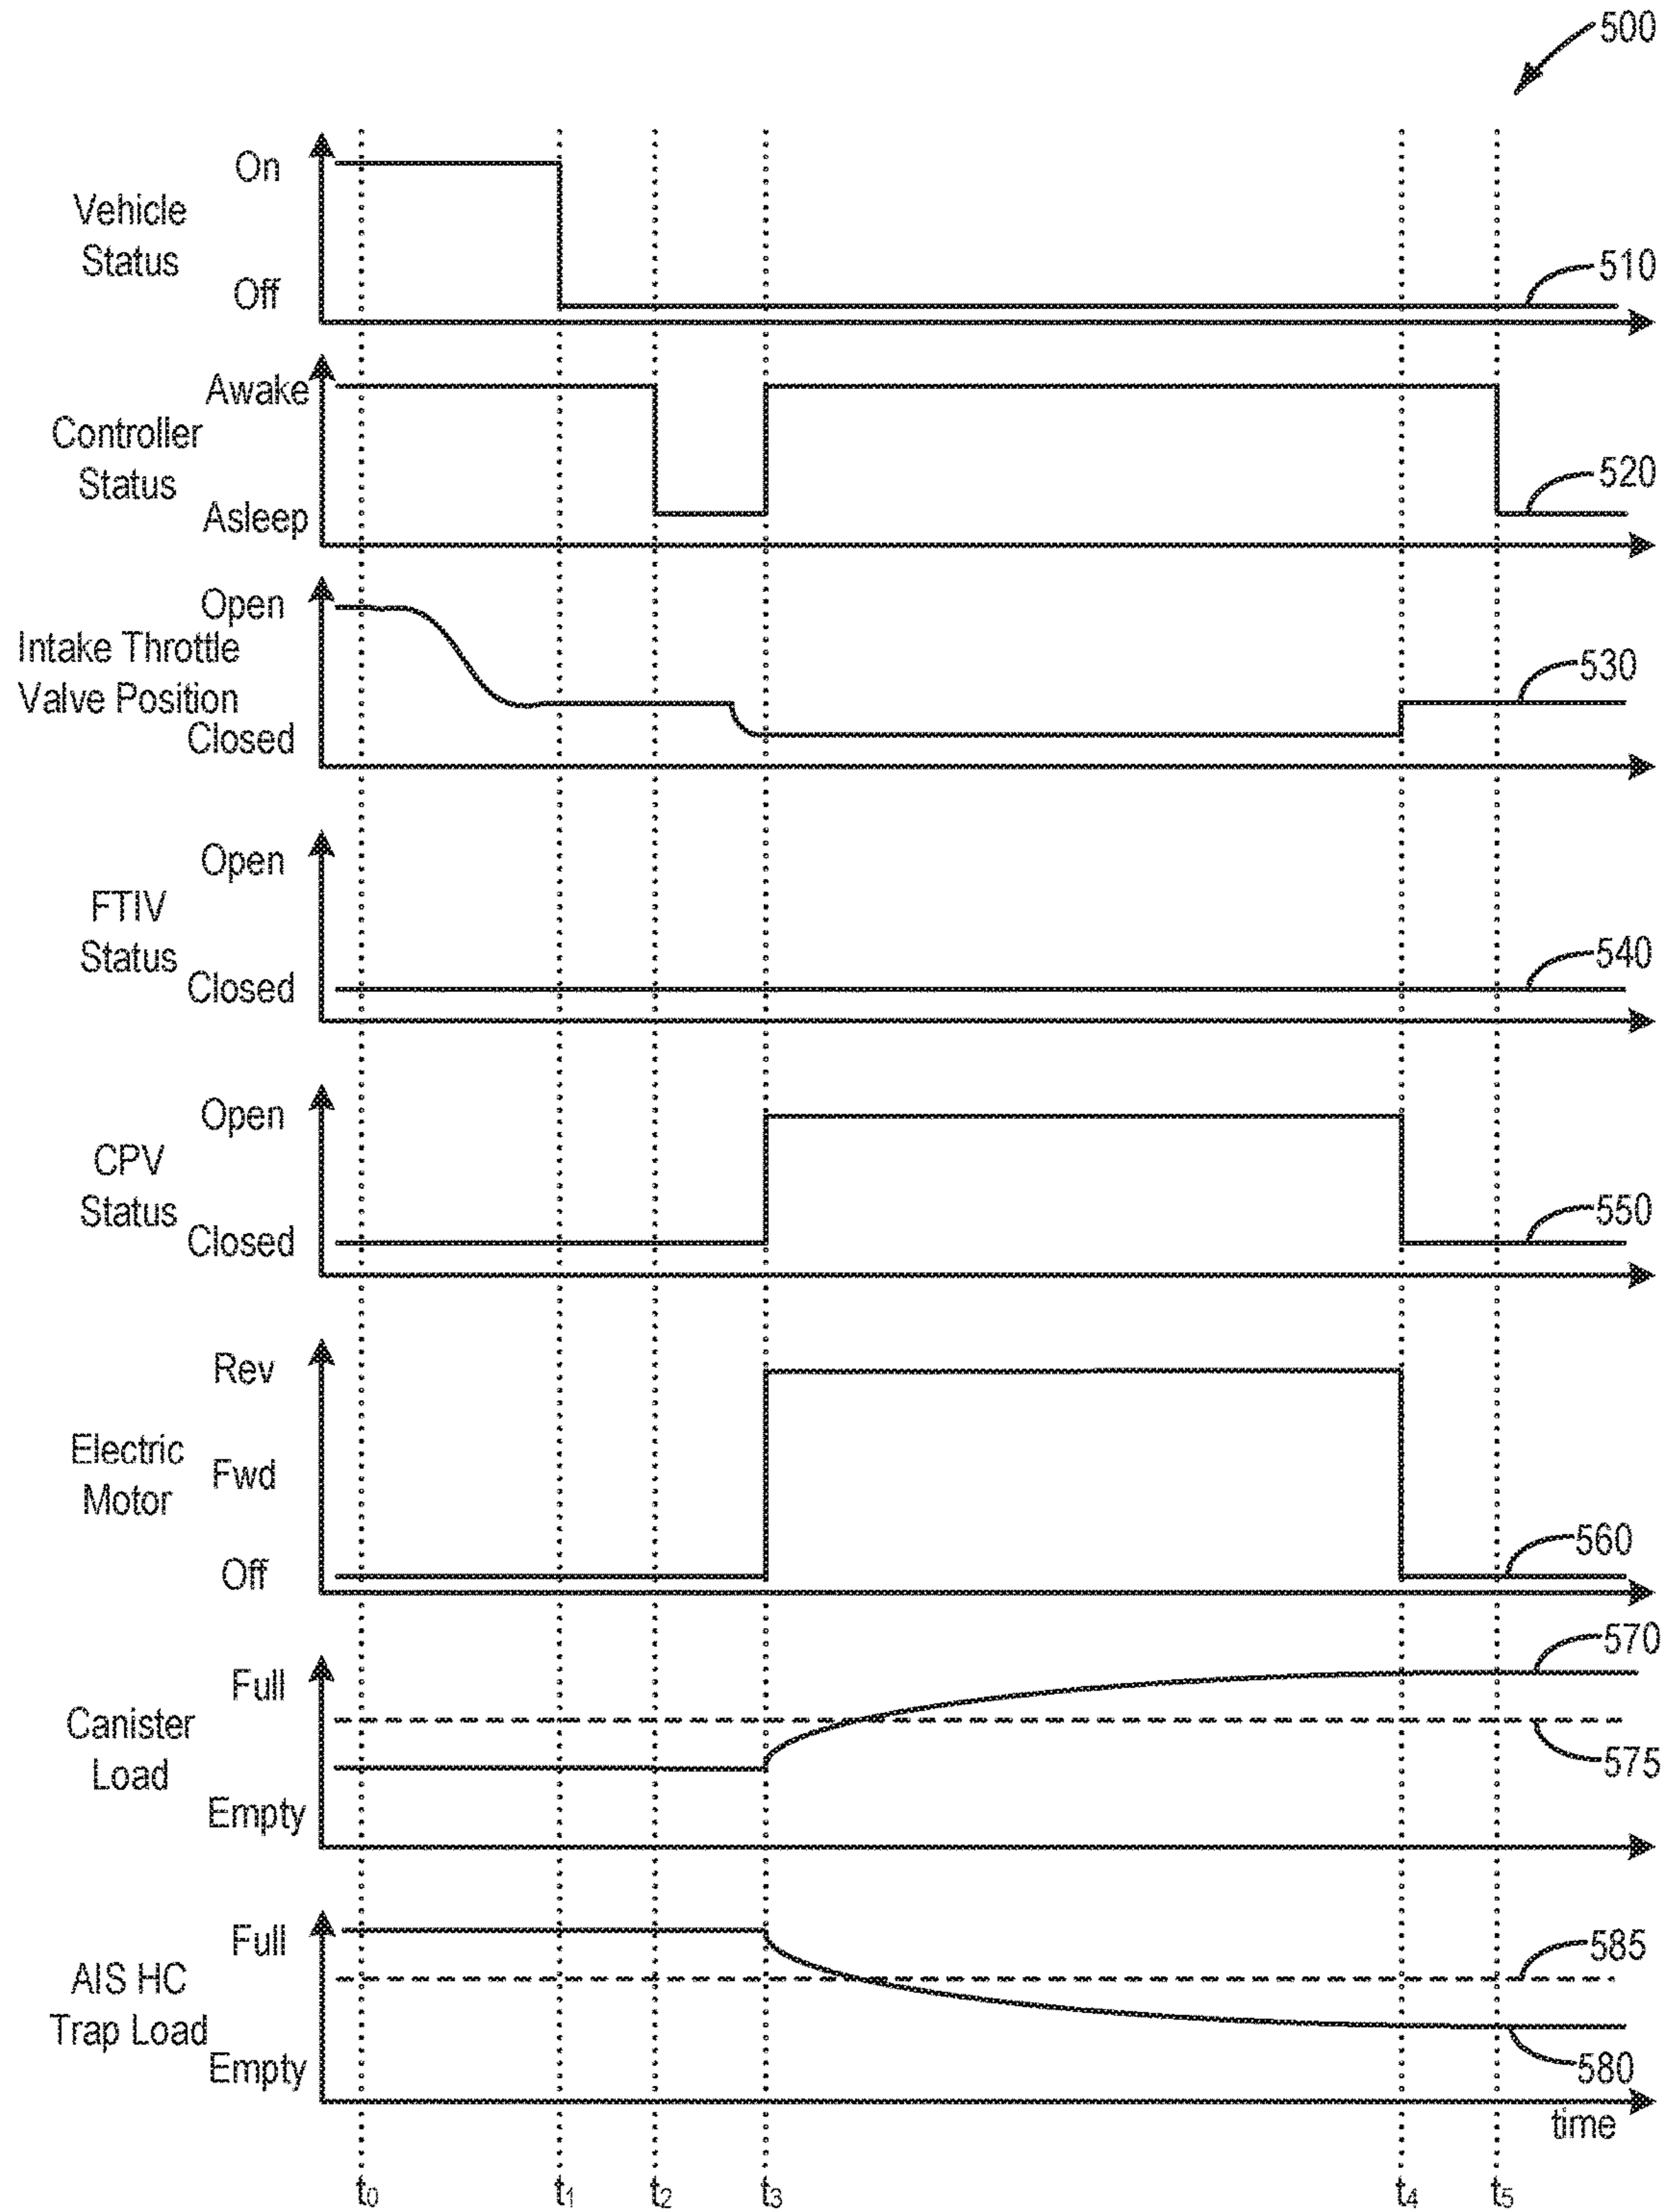 500
On
Vehicle
Status
Off
510
Awake
Controller
Status
Asleep
520
Open
Intake Throttle
Valve Position
Closed
530
Open
FTIV
Status
Closed
540
Open
CPV
Status
Closed
550
Rev
Electric
Fwd
Motor
Off
560
570
Full
Canister
Load
575
Empty
Full
585
AIS HC
Trap Load
Empty
580
time
t0 t1 t2 t3 t4 t5